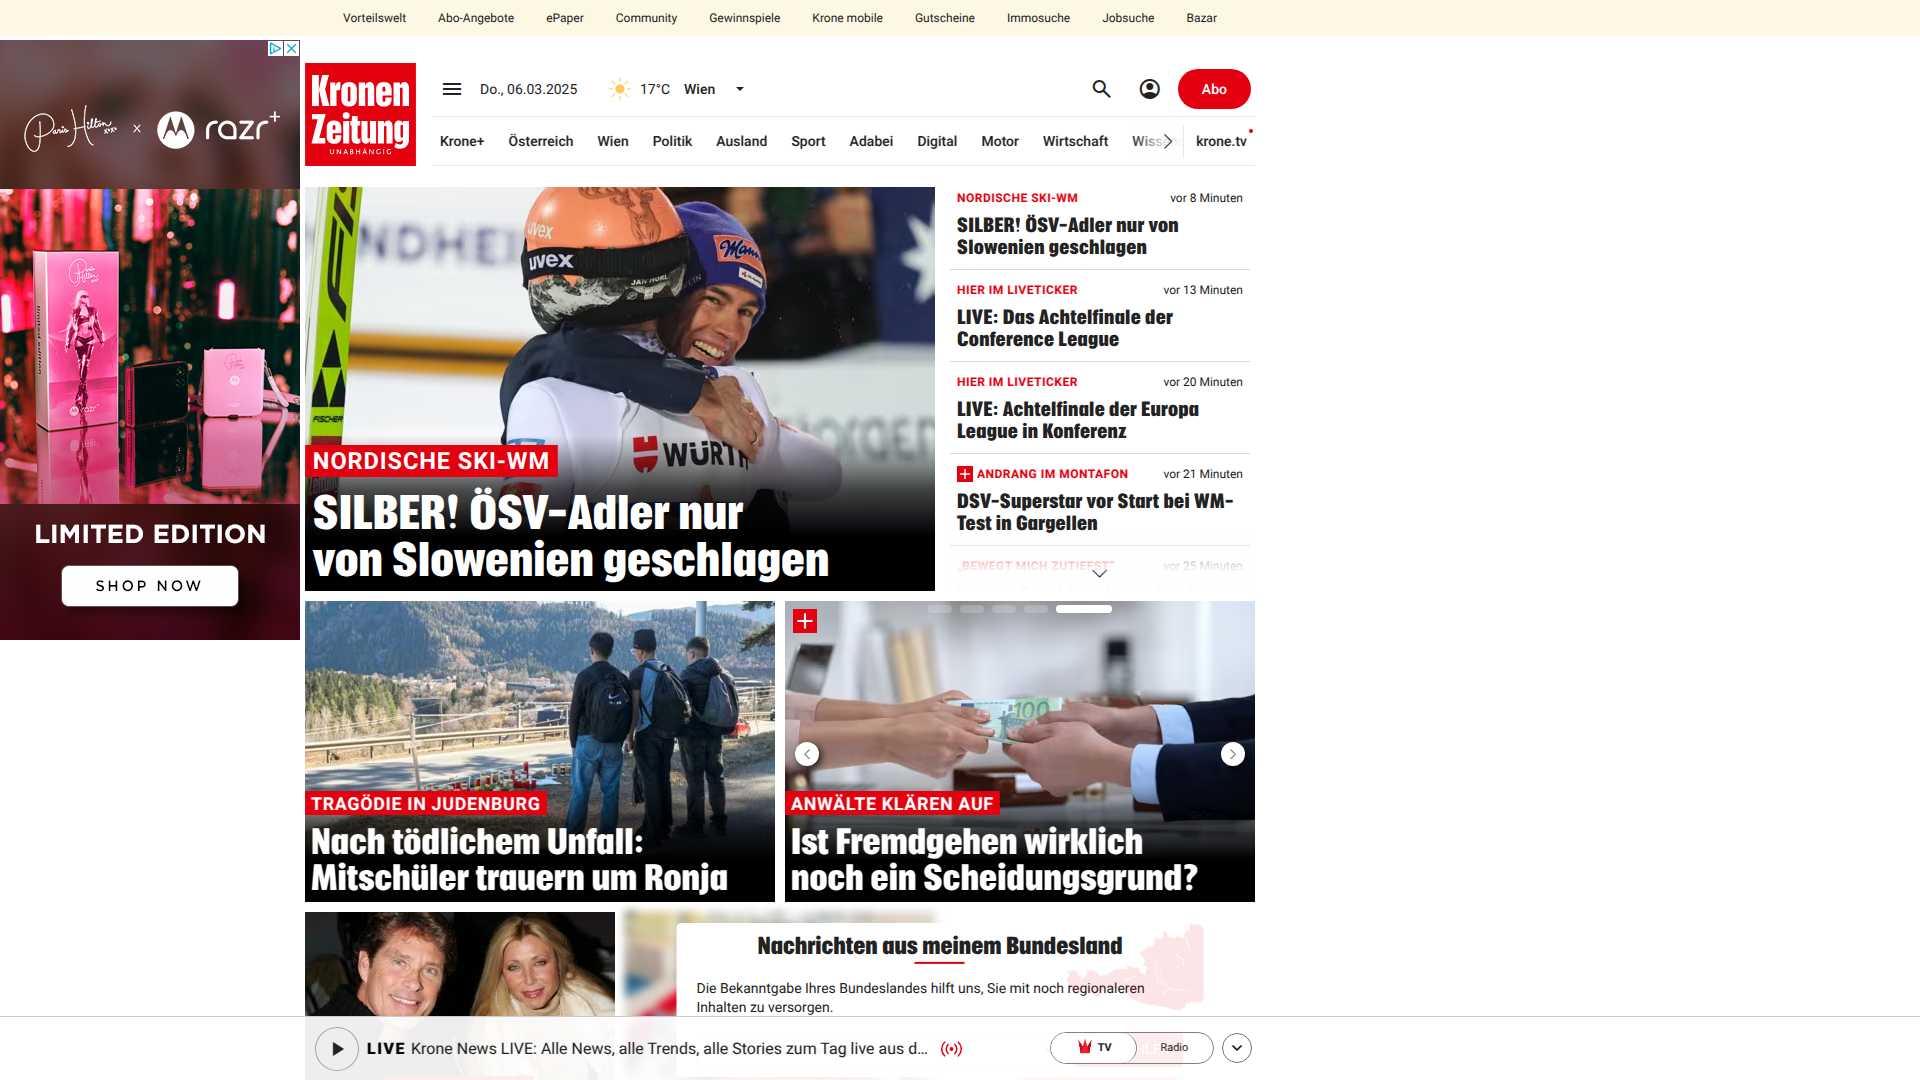 Vorteilswelt Abo-Angebote ePaper Community Gewinnspiele Krone mobile Gutscheine Immosuche Jobsuche Bazar
Paris Hilton x razr+
LIMITED EDITION
SHOP NOW
Kronen
Zeitung
UNABHÄNGIG
Do., 06.03.2025 17°C Wien
Abo
Krone+ Österreich Wien Politik Ausland Sport Adabei Digital Motor Wirtschaft krone.tv
uvex
uvex
Mann
WÜRTH
FISCHER
NORDISCHE SKI-WM
SILBER! ÖSV-Adler nur
von Slowenien geschlagen
NORDISCHE SKI-WM vor 8 Minuten
SILBER! ÖSV-Adler nur von
Slowenien geschlagen
HIER IM LIVETICKER vor 13 Minuten
LIVE: Das Achtelfinale der
Conference League
HIER IM LIVETICKER vor 20 Minuten
LIVE: Achtelfinale der Europa
League in Konferenz
ANDRANG IM MONTAFON vor 21 Minuten
DSV-Superstar vor Start bei WM-
Test in Gargellen
„BEWEGT MICH ZUTIEFST“ vor 25 Minuten
TRAGÖDIE IN JUDENBURG
Nach tödlichem Unfall:
Mitschüler trauern um Ronja
100
ANWÄLTE KLÄREN AUF
Ist Fremdgehen wirklich
noch ein Scheidungsgrund?
Nachrichten aus meinem Bundesland
Die Bekanntgabe Ihres Bundeslandes hilft uns, Sie mit noch regionaleren
Inhalten zu versorgen.
LIVE Krone News LIVE: Alle News, alle Trends, alle Stories zum Tag live aus d...
TV Radio